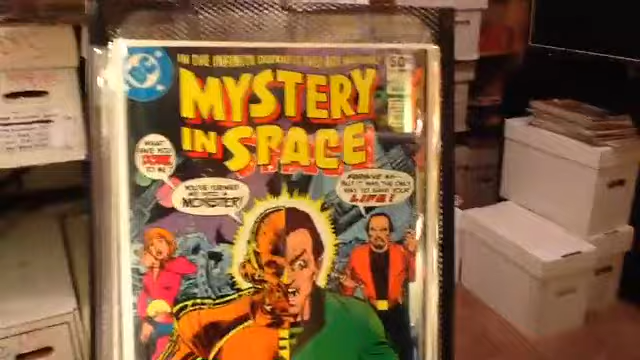 DC
50¢
MYSTERY
IN SPACE
WHAT
HAVE YOU
DONE
TO ME?
YOU'VE TURNED
ME INTO A
MONSTER!
FORGIVE ME--
BUT IT WAS THE ONLY
WAY TO SAVE YOUR
LIFE!